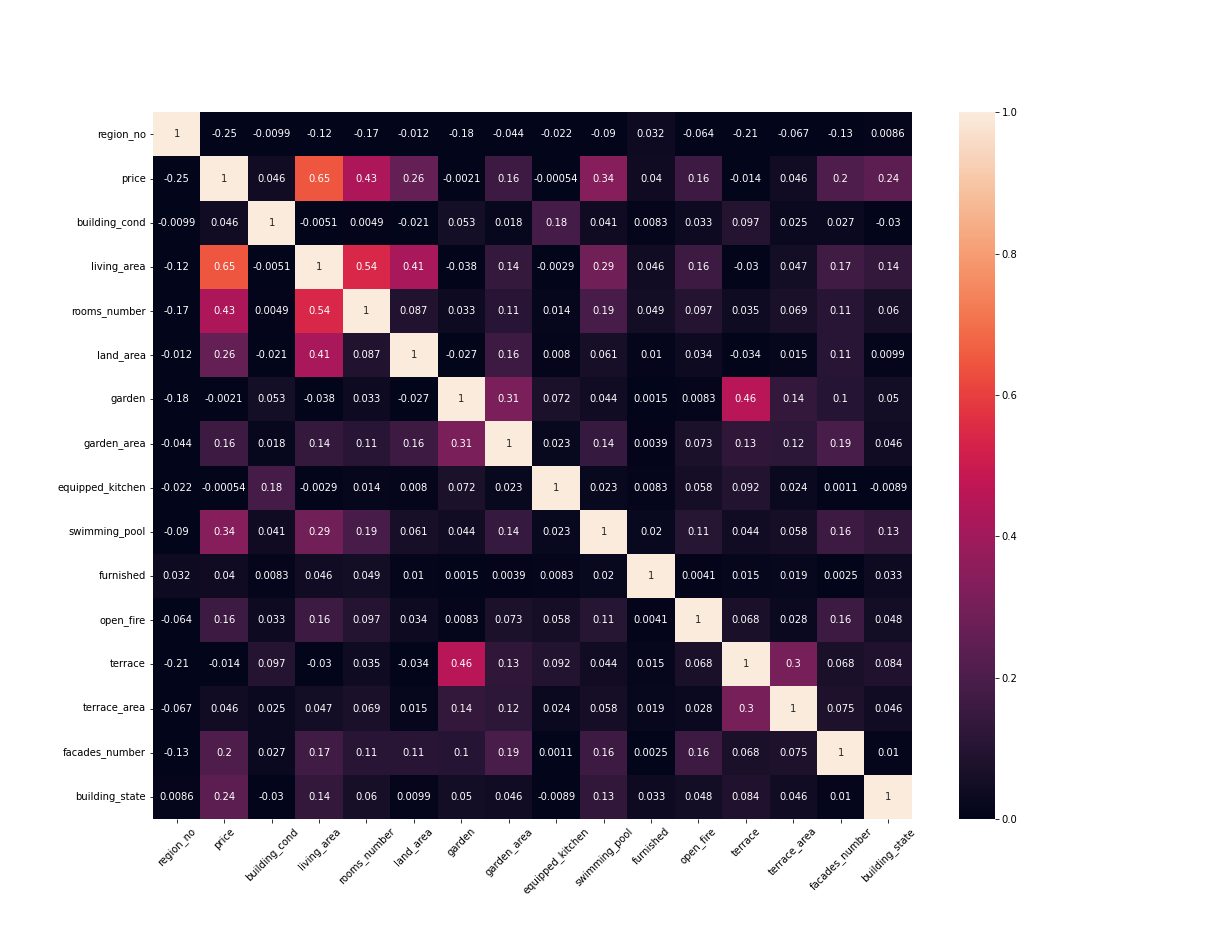 region_no 1 -0.25 -0.0099 -0.12 -0.17 -0.012 -0.18 -0.044 -0.022 -0.09 0.032 -0.064 -0.21 -0.067 -0.13 0.0086
price -0.25 1 0.046 0.65 0.43 0.26 -0.0021 0.16 -0.00054 0.34 0.04 0.16 -0.014 0.046 0.2 0.24
building_cond -0.0099 0.046 1 -0.0051 0.0049 -0.021 0.053 0.018 0.18 0.041 0.0083 0.033 0.097 0.025 0.027 -0.03
living_area -0.12 0.65 -0.0051 1 0.54 0.41 -0.038 0.14 -0.0029 0.29 0.046 0.16 -0.03 0.047 0.17 0.14
rooms_number -0.17 0.43 0.0049 0.54 1 0.087 0.033 0.11 0.014 0.19 0.049 0.097 0.035 0.069 0.11 0.06
land_area -0.012 0.26 -0.021 0.41 0.087 1 -0.027 0.16 0.008 0.061 0.01 0.034 -0.034 0.015 0.11 0.0099
garden -0.18 -0.0021 0.053 -0.038 0.033 -0.027 1 0.31 0.072 0.044 0.0015 0.0083 0.46 0.14 0.1 0.05
garden_area -0.044 0.16 0.018 0.14 0.11 0.16 0.31 1 0.023 0.14 0.0039 0.073 0.13 0.12 0.19 0.046
equipped_kitchen -0.022 -0.00054 0.18 -0.0029 0.014 0.008 0.072 0.023 1 0.023 0.0083 0.058 0.092 0.024 0.0011 -0.0089
swimming_pool -0.09 0.34 0.041 0.29 0.19 0.061 0.044 0.14 0.023 1 0.02 0.11 0.044 0.058 0.16 0.13
furnished 0.032 0.04 0.0083 0.046 0.049 0.01 0.0015 0.0039 0.0083 0.02 1 0.0041 0.015 0.019 0.0025 0.033
open_fire -0.064 0.16 0.033 0.16 0.097 0.034 0.0083 0.073 0.058 0.11 0.0041 1 0.068 0.028 0.16 0.048
terrace -0.21 -0.014 0.097 -0.03 0.035 -0.034 0.46 0.13 0.092 0.044 0.015 0.068 1 0.3 0.068 0.084
terrace_area -0.067 0.046 0.025 0.047 0.069 0.015 0.14 0.12 0.024 0.058 0.019 0.028 0.3 1 0.075 0.046
facades_number -0.13 0.2 0.027 0.17 0.11 0.11 0.1 0.19 0.0011 0.16 0.0025 0.16 0.068 0.075 1 0.01
building_state 0.0086 0.24 -0.03 0.14 0.06 0.0099 0.05 0.046 -0.0089 0.13 0.033 0.048 0.084 0.046 0.01 1
region_no price building_cond living_area rooms_number land_area garden garden_area equipped_kitchen swimming_pool furnished open_fire terrace terrace_area facades_number building_state
1.0
0.8
0.6
0.4
0.2
0.0